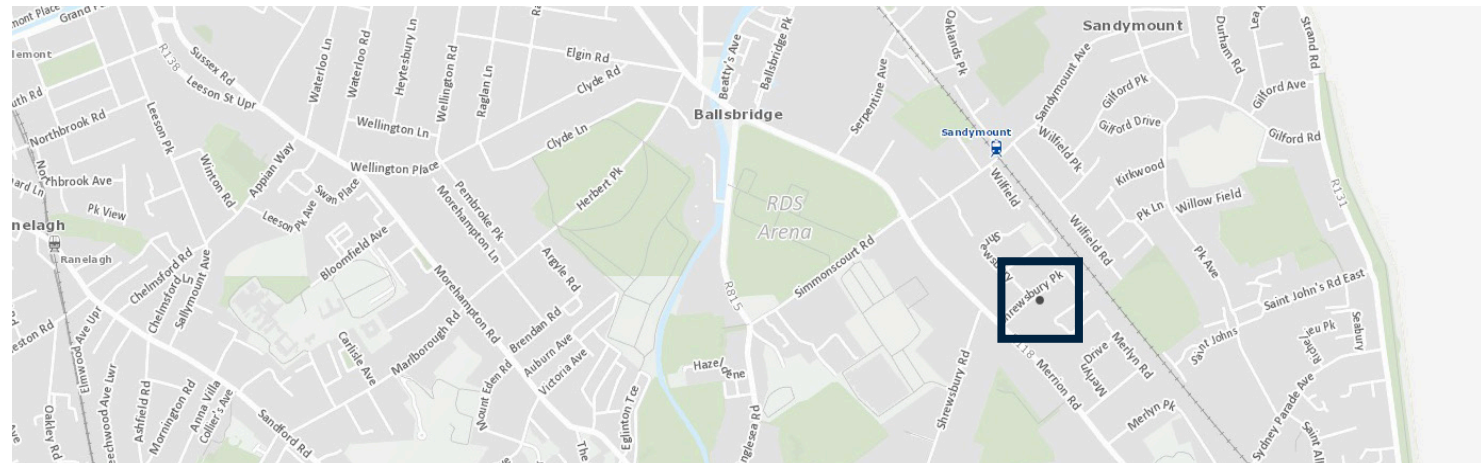 Sandymount
Strand Rd
Durham Rd
Oaklands Pk
Sussex Rd
R138
Waterloo Ln
Waterloo Rd
Heytesbury Ln
Wellington Rd
Raglan Ln
Elgin Rd
Clyde Rd
Beatty's Ave
Ballsbridge Pk
Serpentine Ave
Sandymount Ave
Gilford Pk
Gilford Ave
Leeson St Upr
Northbrook Rd
Leeson Pk
Wellington Ln
Clyde Ln
Ballsbridge
Sandymount
Wilfield Pk
Gilford Drive
Gilford Rd
Winton Rd
Appian Way
Swan Place
Wellington Place
Herbert Pk
Wilfield
Kirkwood
R131
Pk View
Leeson Pk Ave
Pembroke Pk
Morehampton Ln
RDS
Arena
Pk Ln
Willow Field
Ranelagh
Chelmsford Rd
Chelmsford Ln
Sallymount Ave
Bloomfield Ave
Argyle Rd
Simmonscourt Rd
Shrewsbury
Wilfield Rd
Pk Ave
Morehampton Rd
R815
Shrewsbury Pk
Saint John's Rd East
Elmwood Ave Upr
Carlisle Ave
Marlborough Rd
Brendan Rd
Auburn Ave
Victoria Ave
Hazeldene
R118
Merrion Rd
Merlyn Drive
Merlyn Rd
Saint Johns
Seabury
Beachwood Ave Lwr
Oakley Rd
Ashfield Rd
Mornington Rd
Anna Villa
Collier's Ave
Sandford Rd
Mount Eden Rd
The
Eglinton Tce
Anglesea Rd
Shrewsbury Rd
Merlyn Pk
Sydney Parade Ave